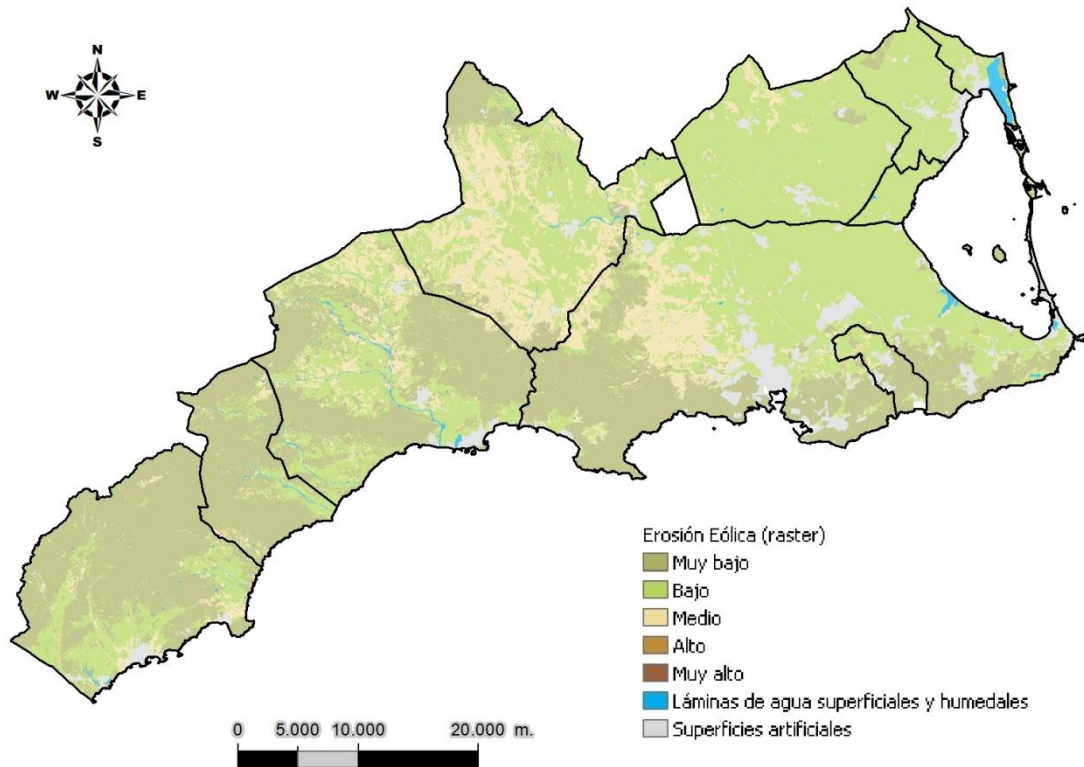 N
W E
S
Erosión Eólica (raster)
Muy bajo
Bajo
Medio
Alto
Muy alto
Láminas de agua superficiales y humedales
Superficies artificiales
0 5.000 10.000 20.000 m.